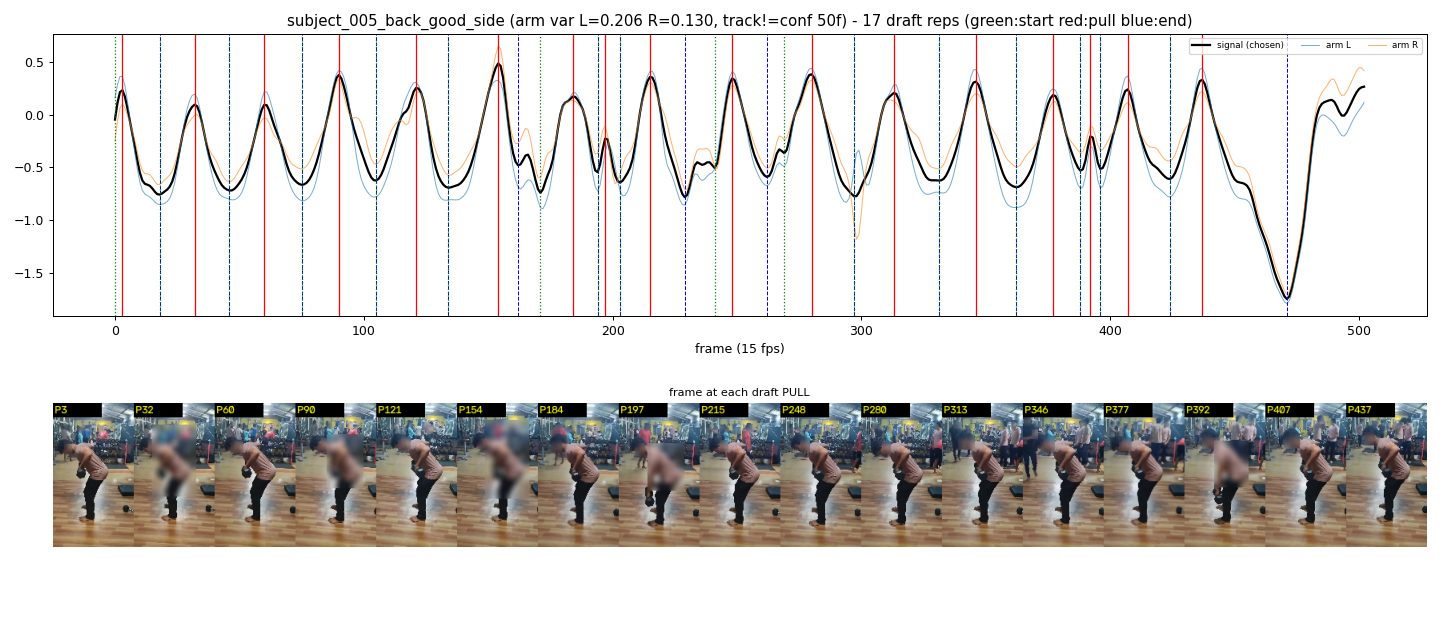 subject_005_back_good_side (arm var L=0.206 R=0.130, track!=conf 50f) - 17 draft reps (green:start red:pull blue:end)
signal (chosen) arm L arm R
0.5
0.0
−0.5
−1.0
−1.5
0 100 200 300 400 500
frame (15 fps)
frame at each draft PULL
P3 P32 P60 P90 P121 P154 P184 P197 P215 P248 P280 P313 P346 P377 P392 P407 P437